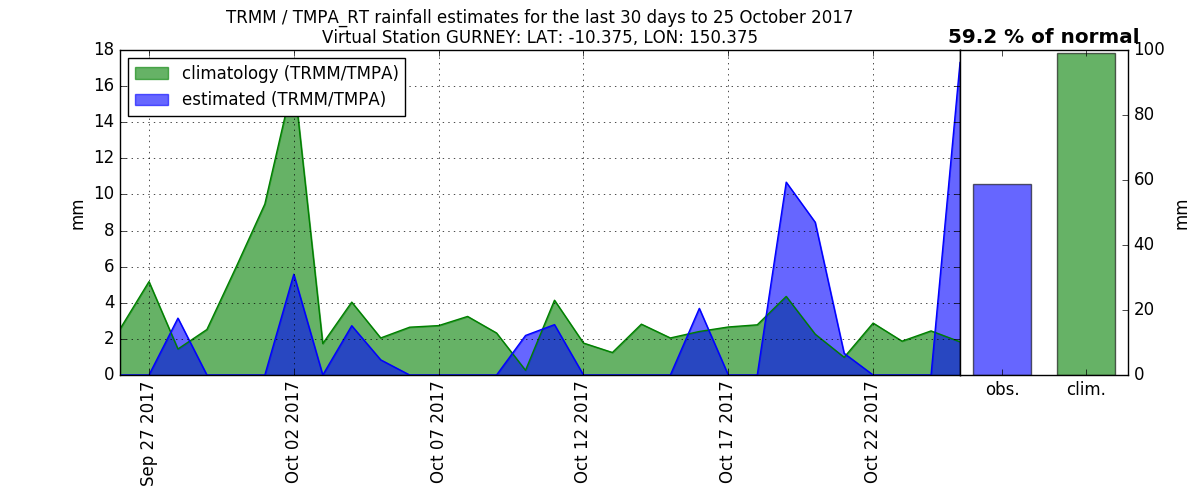 TRMM / TMPA_RT rainfall estimates for the last 30 days to 25 October 2017
Virtual Station GURNEY: LAT: -10.375, LON: 150.375
59.2 % of normal
climatology (TRMM/TMPA)
estimated (TRMM/TMPA)
18
16
14
12
10
8
6
4
2
0
mm
100
80
60
40
20
0
mm
Sep 27 2017
Oct 02 2017
Oct 07 2017
Oct 12 2017
Oct 17 2017
Oct 22 2017
obs.
clim.